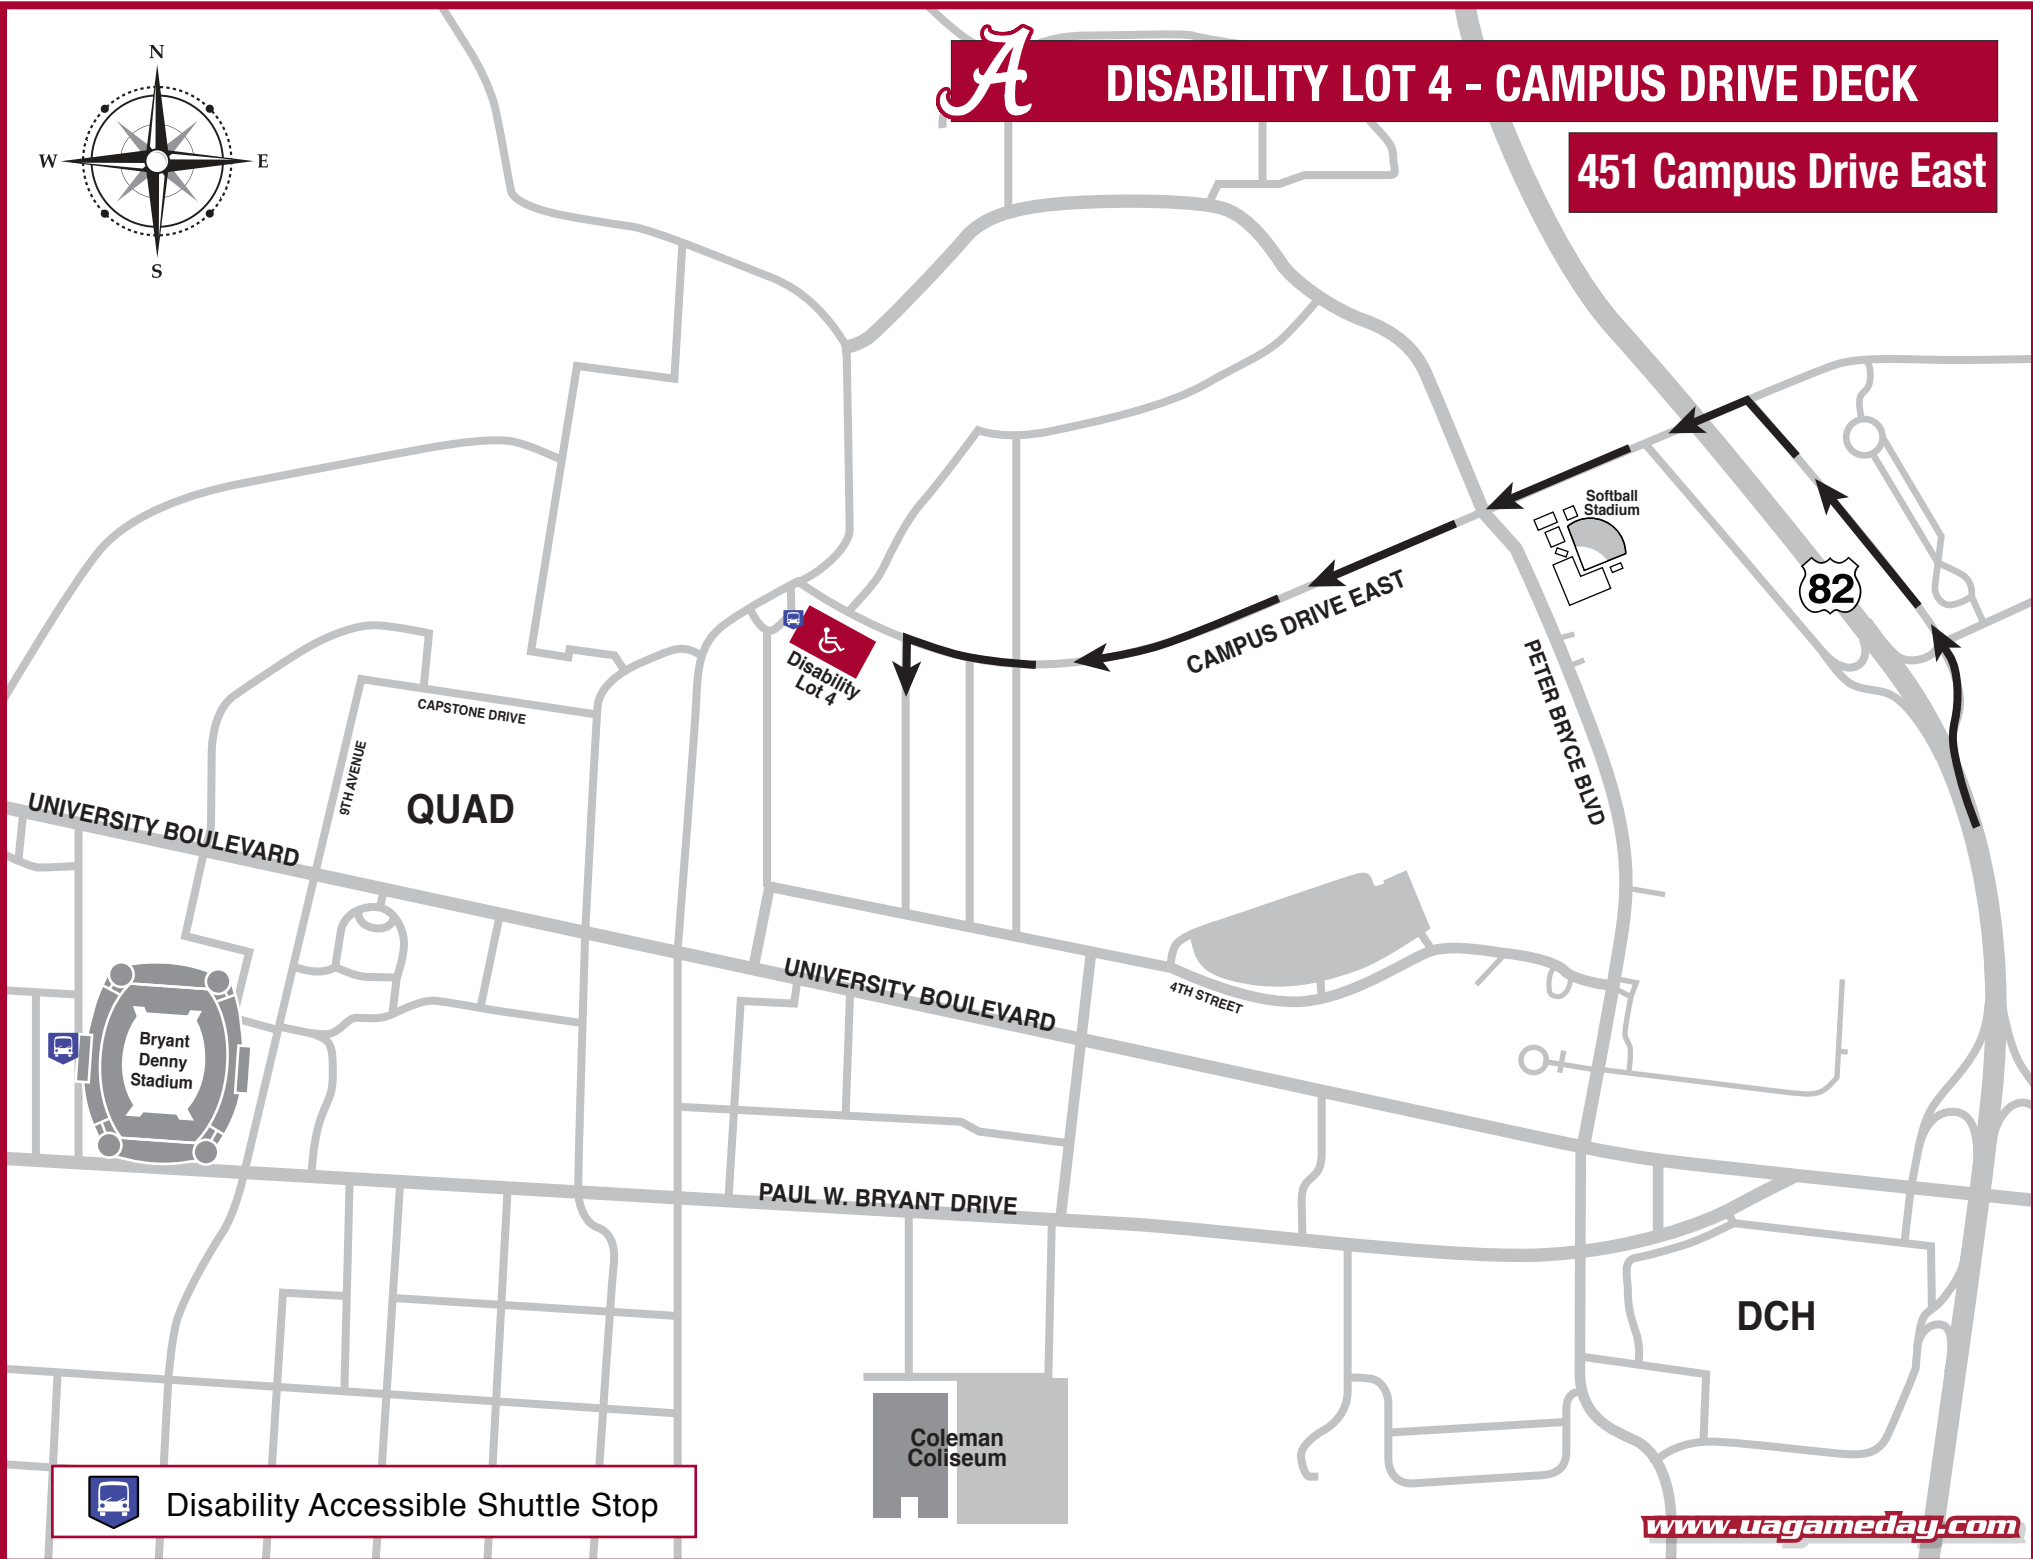 N
W
E
S
A
DISABILITY LOT 4 - CAMPUS DRIVE DECK
451 Campus Drive East
Softball
Stadium
82
CAMPUS DRIVE EAST
PETER BRYCE BLVD
Disability
Lot 4
CAPSTONE DRIVE
9TH AVENUE
QUAD
UNIVERSITY BOULEVARD
UNIVERSITY BOULEVARD
4TH STREET
Bryant
Denny
Stadium
PAUL W. BRYANT DRIVE
DCH
Coleman
Coliseum
Disability Accessible Shuttle Stop
www.uagameday.com